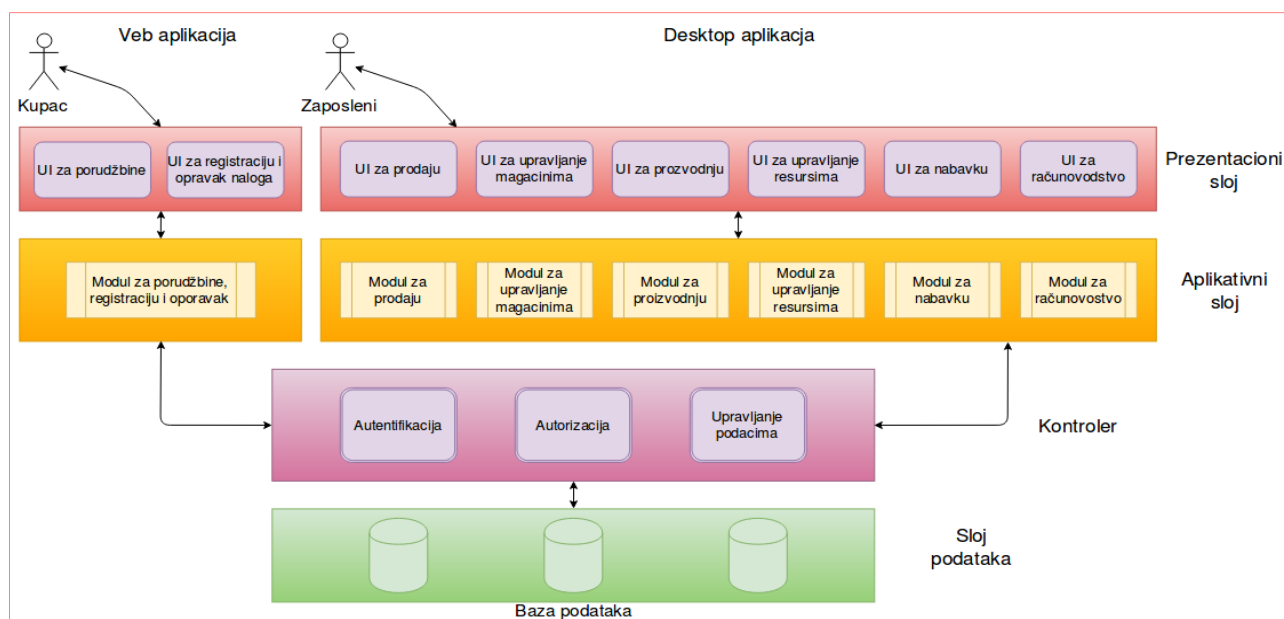 Veb aplikacija
Desktop aplikacja
Kupac
Zaposleni
UI za porudžbine
UI za registraciju i
opravak naloga
UI za prodaju
UI za upravljanje
magacinima
UI za prozvodnju
UI za upravljanje
resursima
UI za nabavku
UI za
računovodstvo
Prezentacioni
sloj
Modul za porudžbine,
registraciju i oporavak
Modul za
prodaju
Modul za
upravljanje
magacinima
Modul za
proizvodnju
Modul za
upravljanje
resursima
Modul za
nabavku
Modul za
računovostvo
Aplikativni
sloj
Autentifikacija
Autorizacija
Upravljanje
podacima
Kontroler
Sloj
podataka
Baza podataka